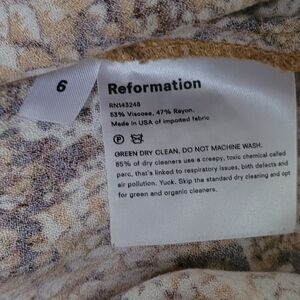 6
Reformation
RN143248
53% Viscose, 47% Rayon.
Made in USA of imported fabric
GREEN DRY CLEAN, DO NOT MACHINE WASH.
85% of dry cleaners use a creepy, toxic chemical called
perc, that's linked to respiratory issues, birth defects and
air pollution. Yuck. Skip the standard dry cleaning and opt
for green and organic cleaners.